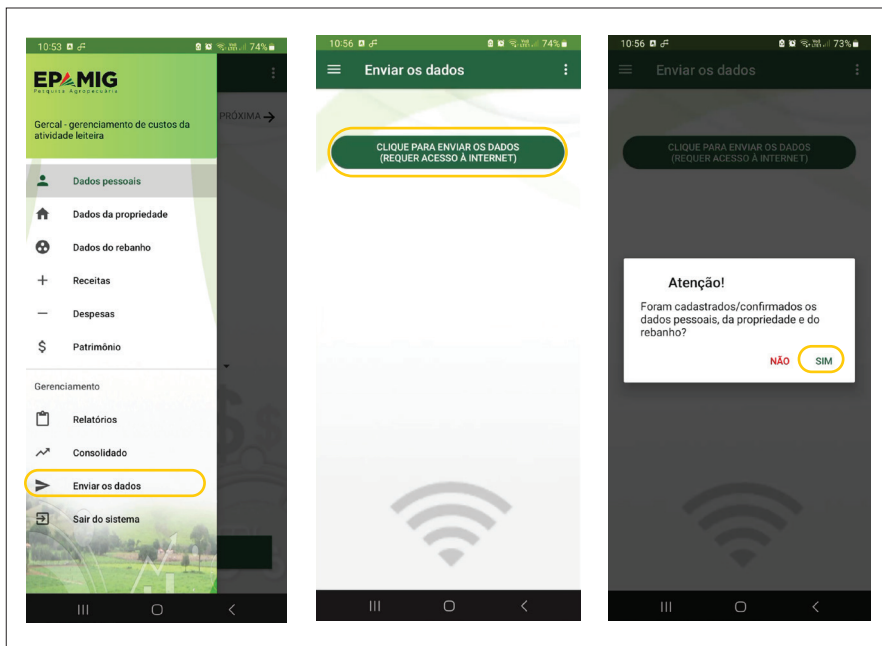 10:53
74%
EPAMIG
Pesquisa Agropecuária
Gercal - gerenciamento de custos da
atividade leiteira
PRÓXIMA
Dados pessoais
Dados da propriedade
Dados do rebanho
Receitas
Despesas
Patrimônio
Gerenciamento
Relatórios
Consolidado
Enviar os dados
Sair do sistema
10:56
74%
Enviar os dados
CLIQUE PARA ENVIAR OS DADOS
(REQUER ACESSO À INTERNET)
10:56
73%
Enviar os dados
CLIQUE PARA ENVIAR OS DADOS
(REQUER ACESSO À INTERNET)
Atenção!
Foram cadastrados/confirmados os
dados pessoais, da propriedade e do
rebanho?
NÃO SIM